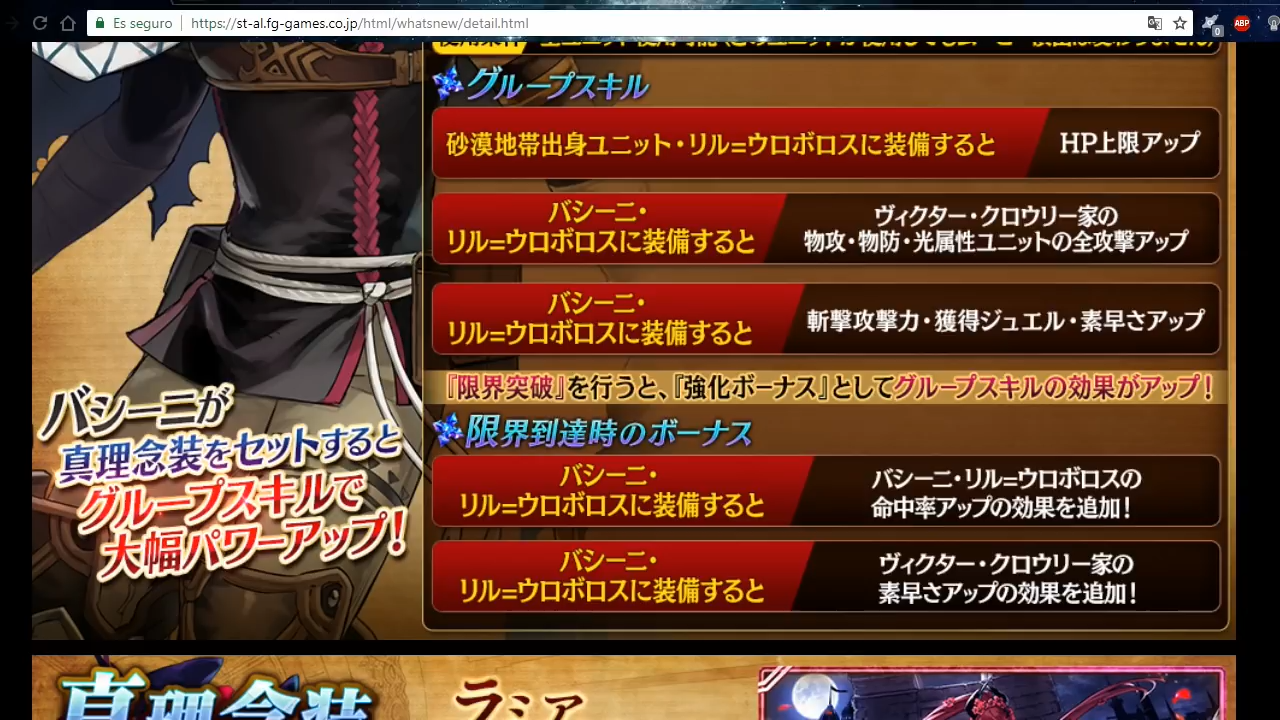 Es seguro
https://st-al.fg-games.co.jp/html/whatsnew/detail.html
0
ABP
グループスキル
砂漠地帯出身ユニット・リル=ウロボロスに装備すると
HP上限アップ
バシーニ・
リル=ウロボロスに装備すると
ヴィクター・クロウリー家の
物攻・物防・光属性ユニットの全攻撃アップ
バシーニ・
リル=ウロボロスに装備すると
斬撃攻撃力・獲得ジュエル・素早さアップ
『限界突破』を行うと、『強化ボーナス』としてグループスキルの効果がアップ!
限界到達時のボーナス
バシーニ・
リル=ウロボロスに装備すると
バシーニ・リル=ウロボロスの
命中率アップの効果を追加!
バシーニ・
リル=ウロボロスに装備すると
ヴィクター・クロウリー家の
素早さアップの効果を追加!
バシーニが
真理念装をセットすると
グループスキルで
大幅パワーアップ!
真理念装
ラミア